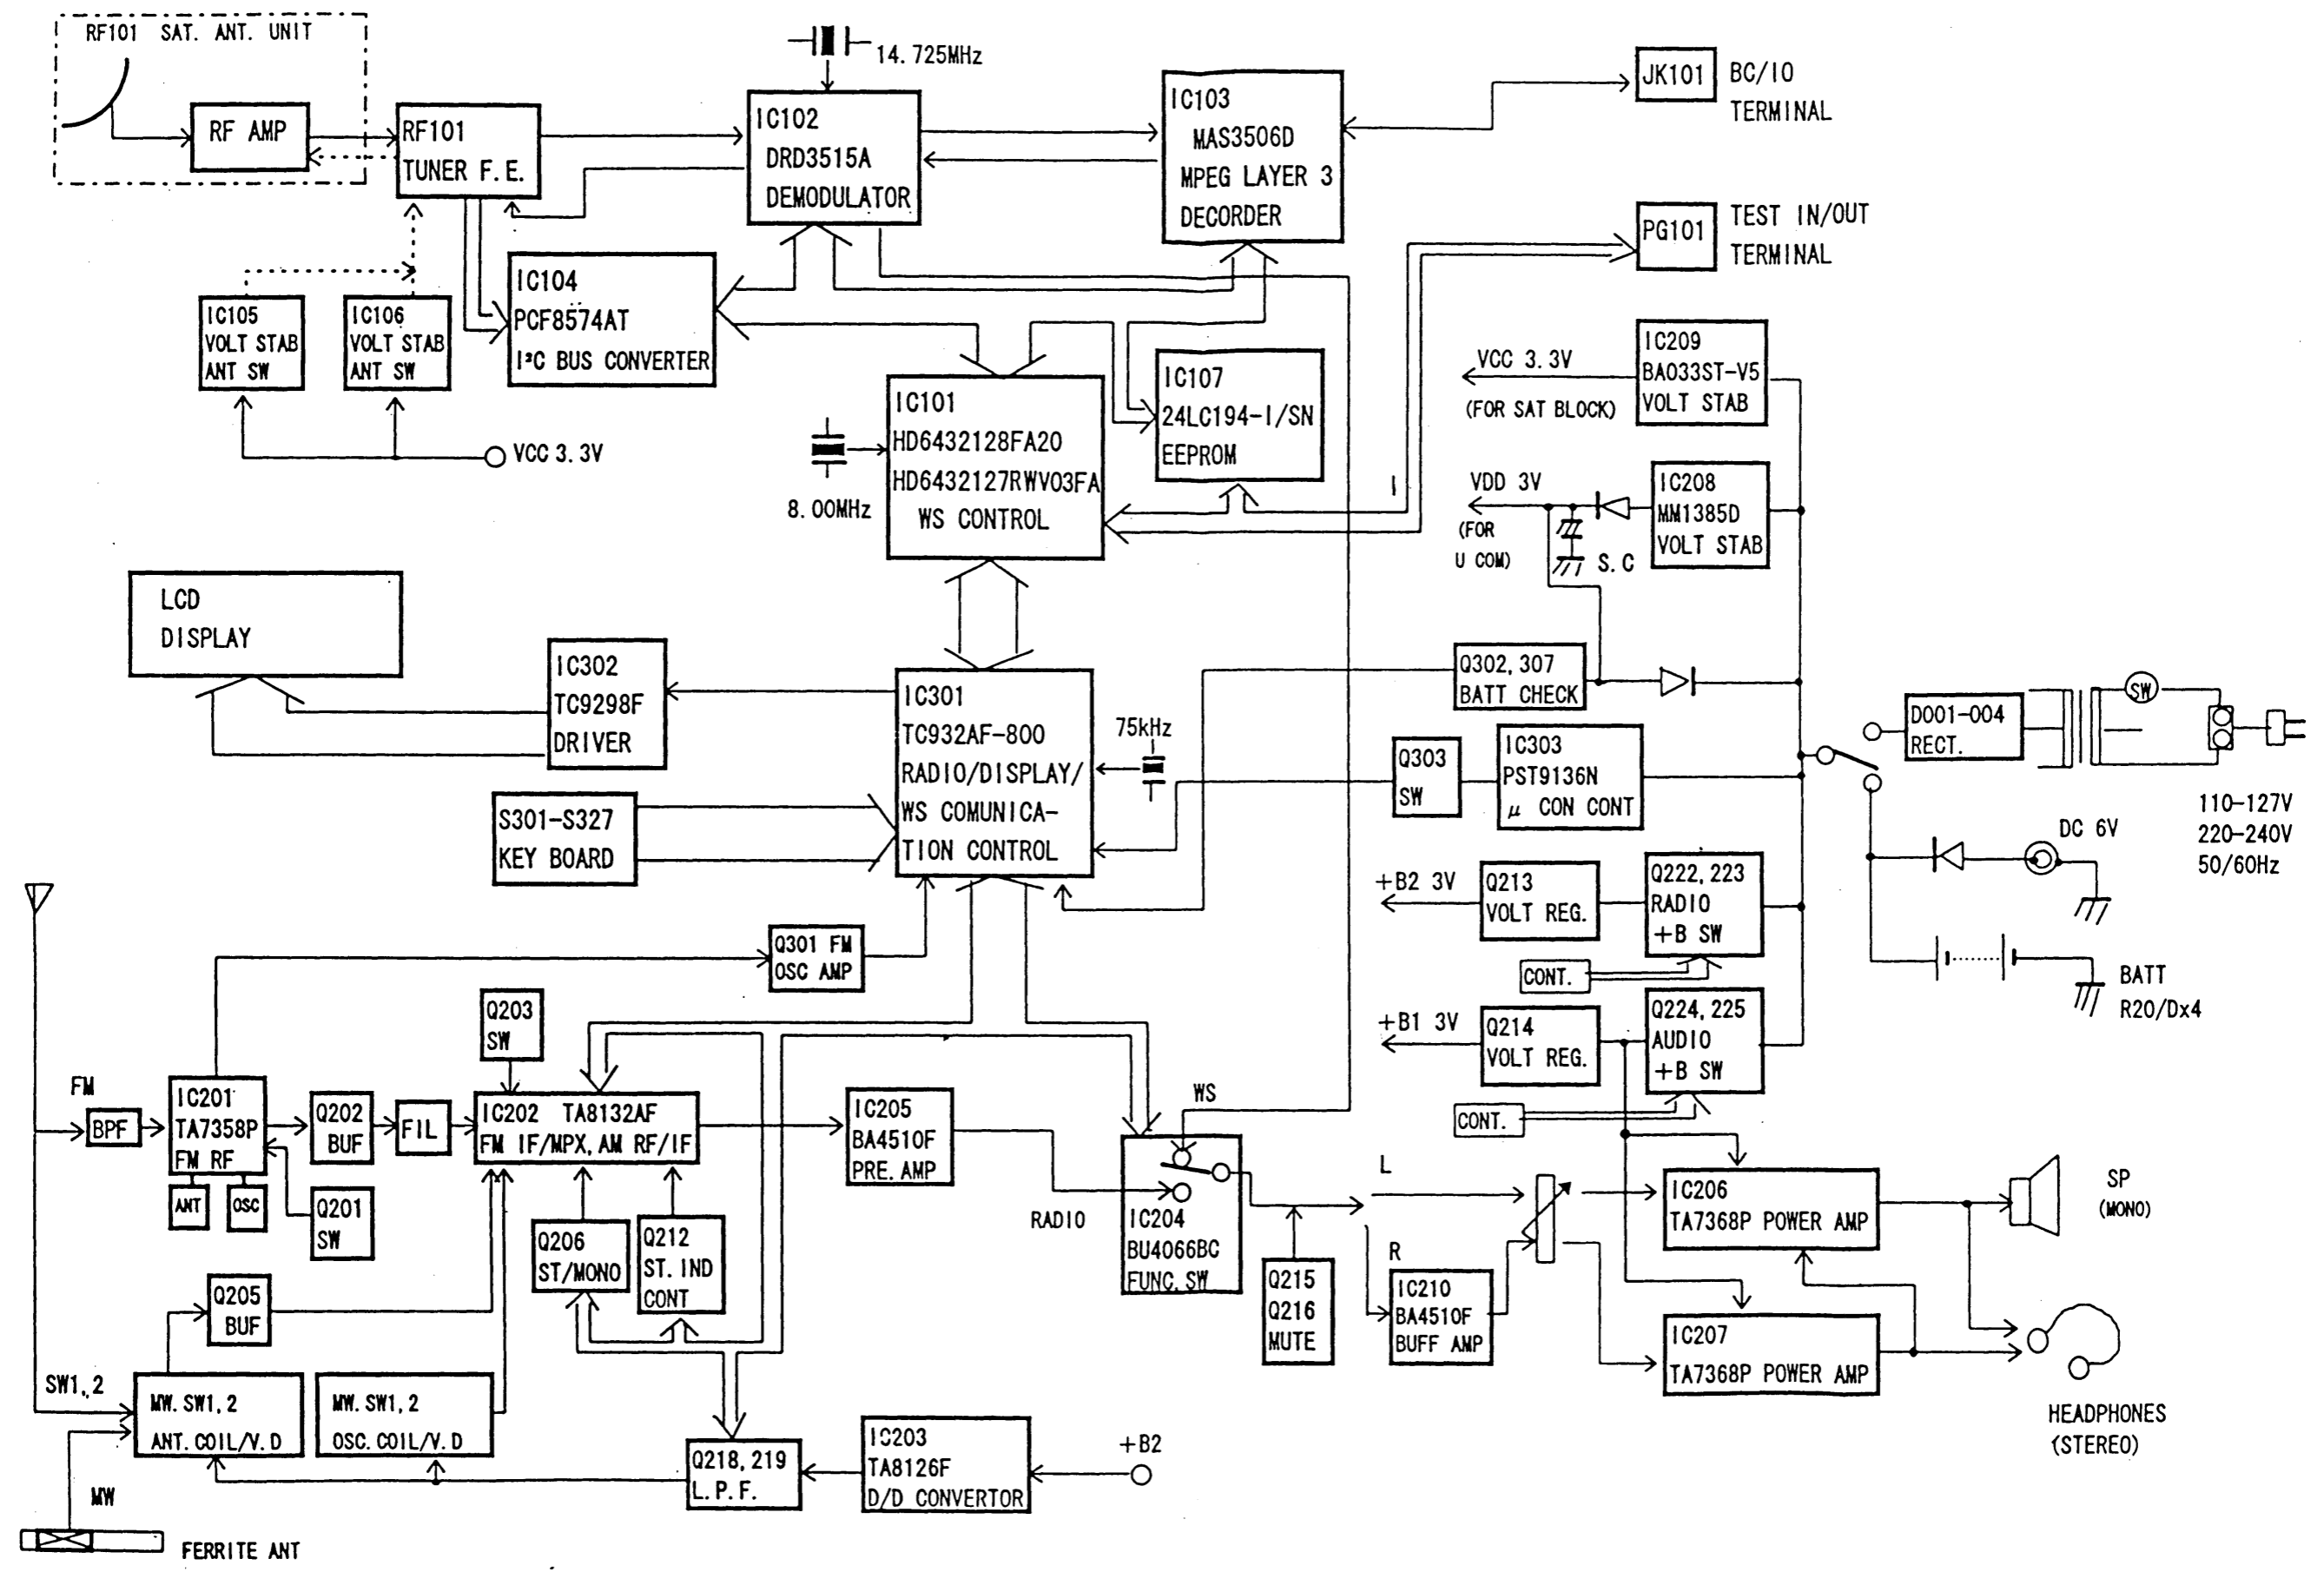 RF101 SAT. ANT. UNIT
RF AMP
RF101
TUNER F.E.
14.725MHz
IC102
DRD3515A
DEMODULATOR
IC103
MAS3506D
MPEG LAYER 3
DECORDER
JK101
BC/IO
TERMINAL
PG101
TEST IN/OUT
TERMINAL
IC105
VOLT STAB
ANT SW
IC106
VOLT STAB
ANT SW
IC104
PCF8574AT
I²C BUS CONVERTER
VCC 3.3V
IC101
HD6432128FA20
HD6432127RWV03FA
WS CONTROL
8.00MHz
IC107
24LC194-I/SN
EEPROM
IC209
BA033ST-V5
VOLT STAB
VCC 3.3V
(FOR SAT BLOCK)
IC208
MM1385D
VOLT STAB
VDD 3V
(FOR
U COM)
S.C
LCD
DISPLAY
IC302
TC9298F
DRIVER
IC301
TC932AF-800
RADIO/DISPLAY/
WS COMUNICA-
TION CONTROL
75kHz
S301-S327
KEY BOARD
Q302,307
BATT CHECK
Q303
SW
IC303
PST9136N
μ CON CONT
D001-004
RECT.
SW
110-127V
220-240V
50/60Hz
DC 6V
BATT
R20/Dx4
+B2 3V
Q213
VOLT REG.
Q222,223
RADIO
+B SW
CONT.
+B1 3V
Q214
VOLT REG.
Q224,225
AUDIO
+B SW
CONT.
Q301 FM
OSC AMP
Q203
SW
FM
BPF
IC201
TA7358P
FM RF
ANT
OSC
Q202
BUF
FIL
Q201
SW
IC202 TA8132AF
FM IF/MPX,AM RF/IF
IC205
BA4510F
PRE.AMP
WS
RADIO
IC204
BU4066BC
FUNC.SW
Q206
ST/MONO
Q212
ST.IND
CONT
Q205
BUF
Q215
Q216
MUTE
L
R
IC210
BA4510F
BUFF AMP
IC206
TA7368P POWER AMP
SP
(MONO)
IC207
TA7368P POWER AMP
HEADPHONES
(STEREO)
SW1,2
MW.SW1,2
ANT.COIL/V.D
MW.SW1,2
OSC.COIL/V.D
Q218,219
L.P.F.
IC203
TA8126F
D/D CONVERTOR
+B2
MW
FERRITE ANT